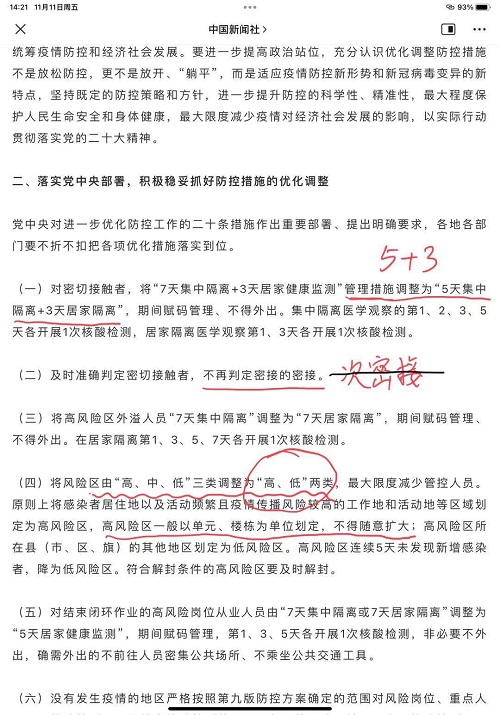 14:21 11月11日周五
93%
中国新闻社
统筹疫情防控和经济社会发展。要进一步提高政治站位，充分认识优化调整防控措施
不是放松防控，更不是放开、“躺平”，而是适应疫情防控新形势和新冠病毒变异的新
特点，坚持既定的防控策略和方针，进一步提升防控的科学性、精准性，最大程度保
护人民生命安全和身体健康，最大限度减少疫情对经济社会发展的影响，以实际行动
贯彻落实党的二十大精神。
二、落实党中央部署，积极稳妥抓好防控措施的优化调整
党中央对进一步优化防控工作的二十条措施作出重要部署、提出明确要求，各地各部
门要不折不扣把各项优化措施落实到位。
5+3
（一）对密切接触者，将“7天集中隔离+3天居家健康监测”管理措施调整为“5天集中
隔离+3天居家隔离”，期间赋码管理、不得外出。集中隔离医学观察的第1、2、3、5
天各开展1次核酸检测，居家隔离医学观察第1、3天各开展1次核酸检测。
（二）及时准确判定密切接触者，不再判定密接的密接。 次密接
（三）将高风险区外溢人员“7天集中隔离”调整为“7天居家隔离”，期间赋码管理、
不得外出。在居家隔离第1、3、5、7天各开展1次核酸检测。
（四）将风险区由“高、中、低”三类调整为“高、低”两类，最大限度减少管控人员。
原则上将感染者居住地以及活动频繁且疫情传播风险较高的工作地和活动地等区域划
定为高风险区，高风险区一般以单元、楼栋为单位划定，不得随意扩大；高风险区所
在县（市、区、旗）的其他地区划定为低风险区。高风险区连续5天未发现新增感染
者，降为低风险区。符合解封条件的高风险区要及时解封。
（五）对结束闭环作业的高风险岗位从业人员由“7天集中隔离或7天居家隔离”调整为
“5天居家健康监测”，期间赋码管理，第1、3、5天各开展1次核酸检测，非必要不外
出，确需外出的不前往人员密集公共场所、不乘坐公共交通工具。
（六）没有发生疫情的地区严格按照第九版防控方案确定的范围对风险岗位、重点人